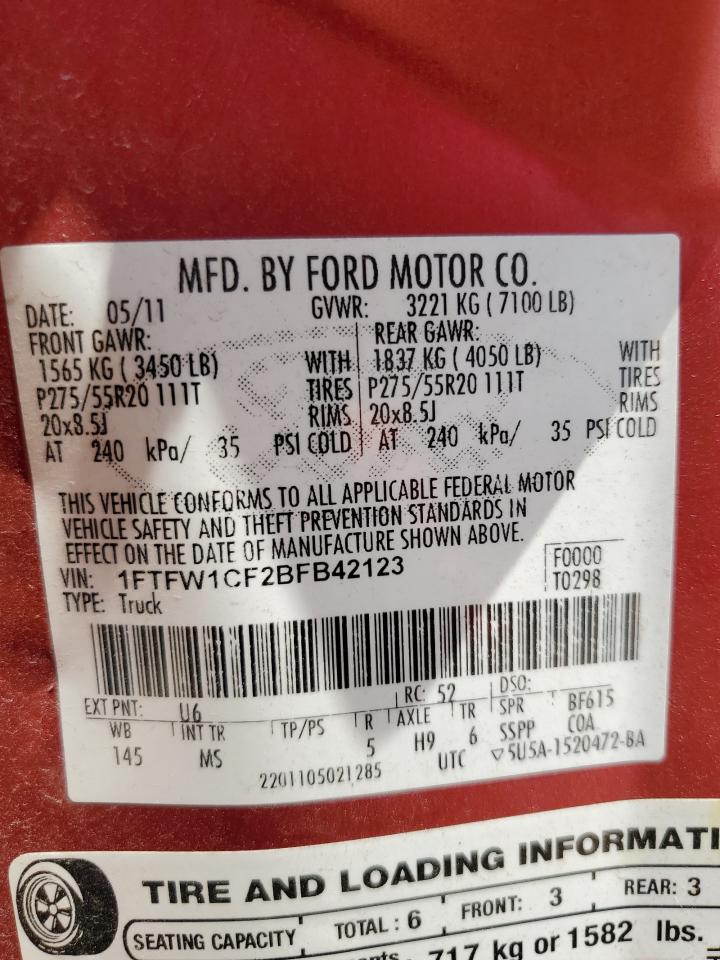 MFD. BY FORD MOTOR CO.
DATE: 05/11 GVWR: 3221 KG ( 7100 LB)
FRONT GAWR: REAR GAWR:
1565 KG ( 3450 LB) WITH 1837 KG ( 4050 LB) WITH
P275/55R20 111T TIRES P275/55R20 111T TIRES
20x8.5J RIMS 20x8.5J RIMS
AT 240 kPa/ 35 PSI COLD AT 240 kPa/ 35 PSI COLD
THIS VEHICLE CONFORMS TO ALL APPLICABLE FEDERAL MOTOR
VEHICLE SAFETY AND THEFT PREVENTION STANDARDS IN
EFFECT ON THE DATE OF MANUFACTURE SHOWN ABOVE.
VIN: 1FTFW1CF2BFB42123 F0000
TYPE: Truck T0298
EXT PNT: U6 RC: 52 DSO:
WB INT TR TP/PS R AXLE TR SPR BF615
145 MS 5 H9 6 SSPP COA
2201105021285 UTC ▽5U5A-1520472-BA
TIRE AND LOADING INFORMATI
SEATING CAPACITY TOTAL : 6 FRONT: 3 REAR: 3
717 kg or 1582 lbs.